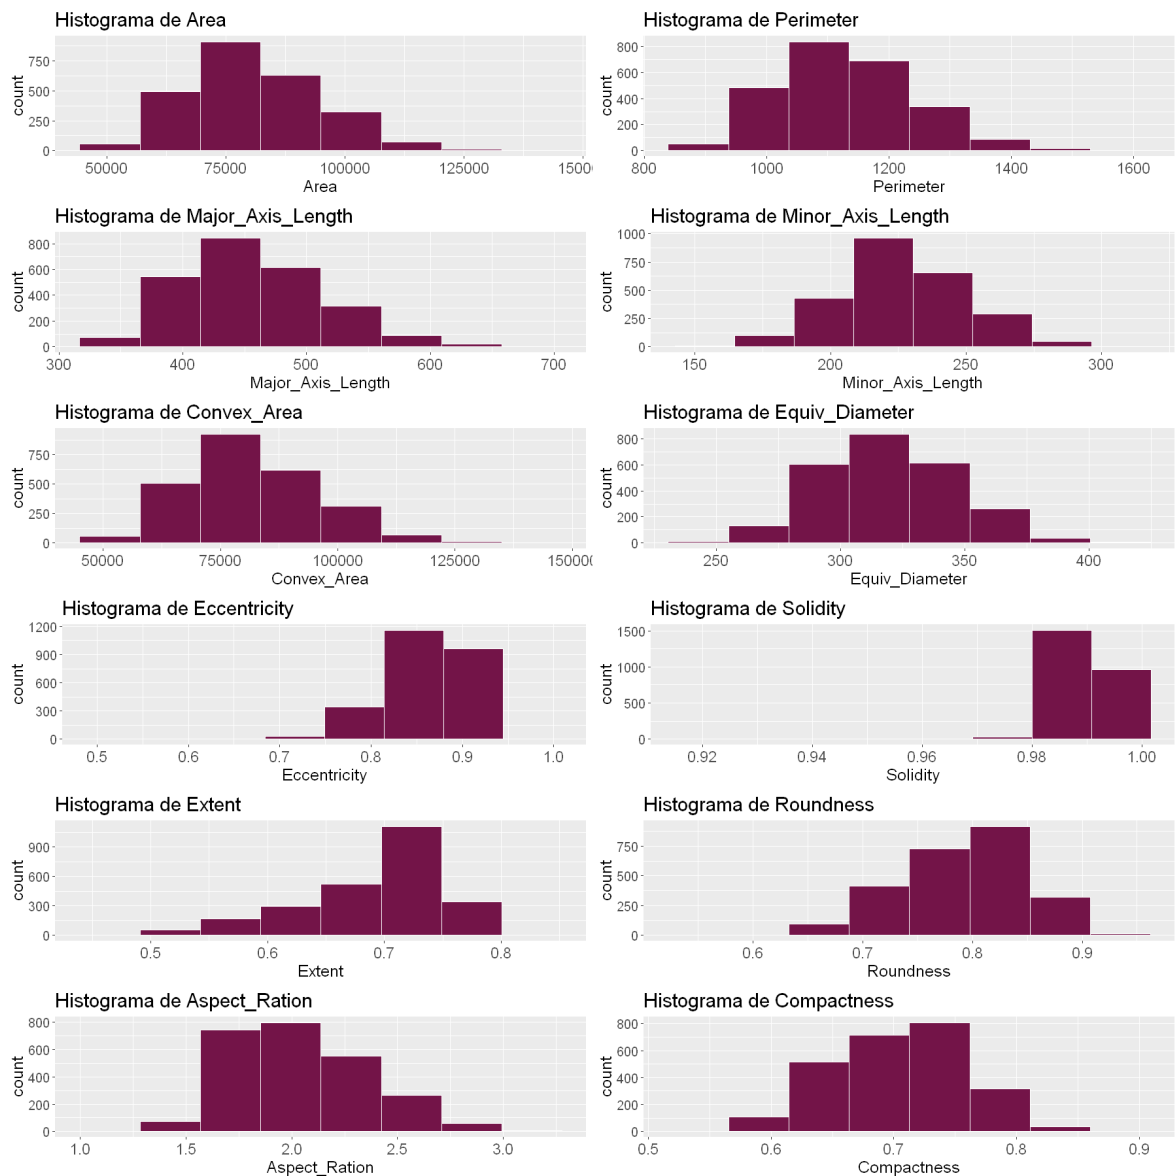 Histograma de Area
count
750
500
250
0
50000 75000 100000 125000 15000
Area
Histograma de Perimeter
count
800
600
400
200
0
800 1000 1200 1400 1600
Perimeter
Histograma de Major_Axis_Length
count
800
600
400
200
0
300 400 500 600 700
Major_Axis_Length
Histograma de Minor_Axis_Length
count
1000
750
500
250
0
150 200 250 300
Minor_Axis_Length
Histograma de Convex_Area
count
750
500
250
0
50000 75000 100000 125000 150000
Convex_Area
Histograma de Equiv_Diameter
count
800
600
400
200
0
250 300 350 400
Equiv_Diameter
Histograma de Eccentricity
count
1200
900
600
300
0
0.5 0.6 0.7 0.8 0.9 1.0
Eccentricity
Histograma de Solidity
count
1500
1000
500
0
0.92 0.94 0.96 0.98 1.00
Solidity
Histograma de Extent
count
900
600
300
0
0.5 0.6 0.7 0.8
Extent
Histograma de Roundness
count
750
500
250
0
0.6 0.7 0.8 0.9
Roundness
Histograma de Aspect_Ration
count
800
600
400
200
0
1.0 1.5 2.0 2.5 3.0
Aspect_Ration
Histograma de Compactness
count
800
600
400
200
0
0.5 0.6 0.7 0.8 0.9
Compactness